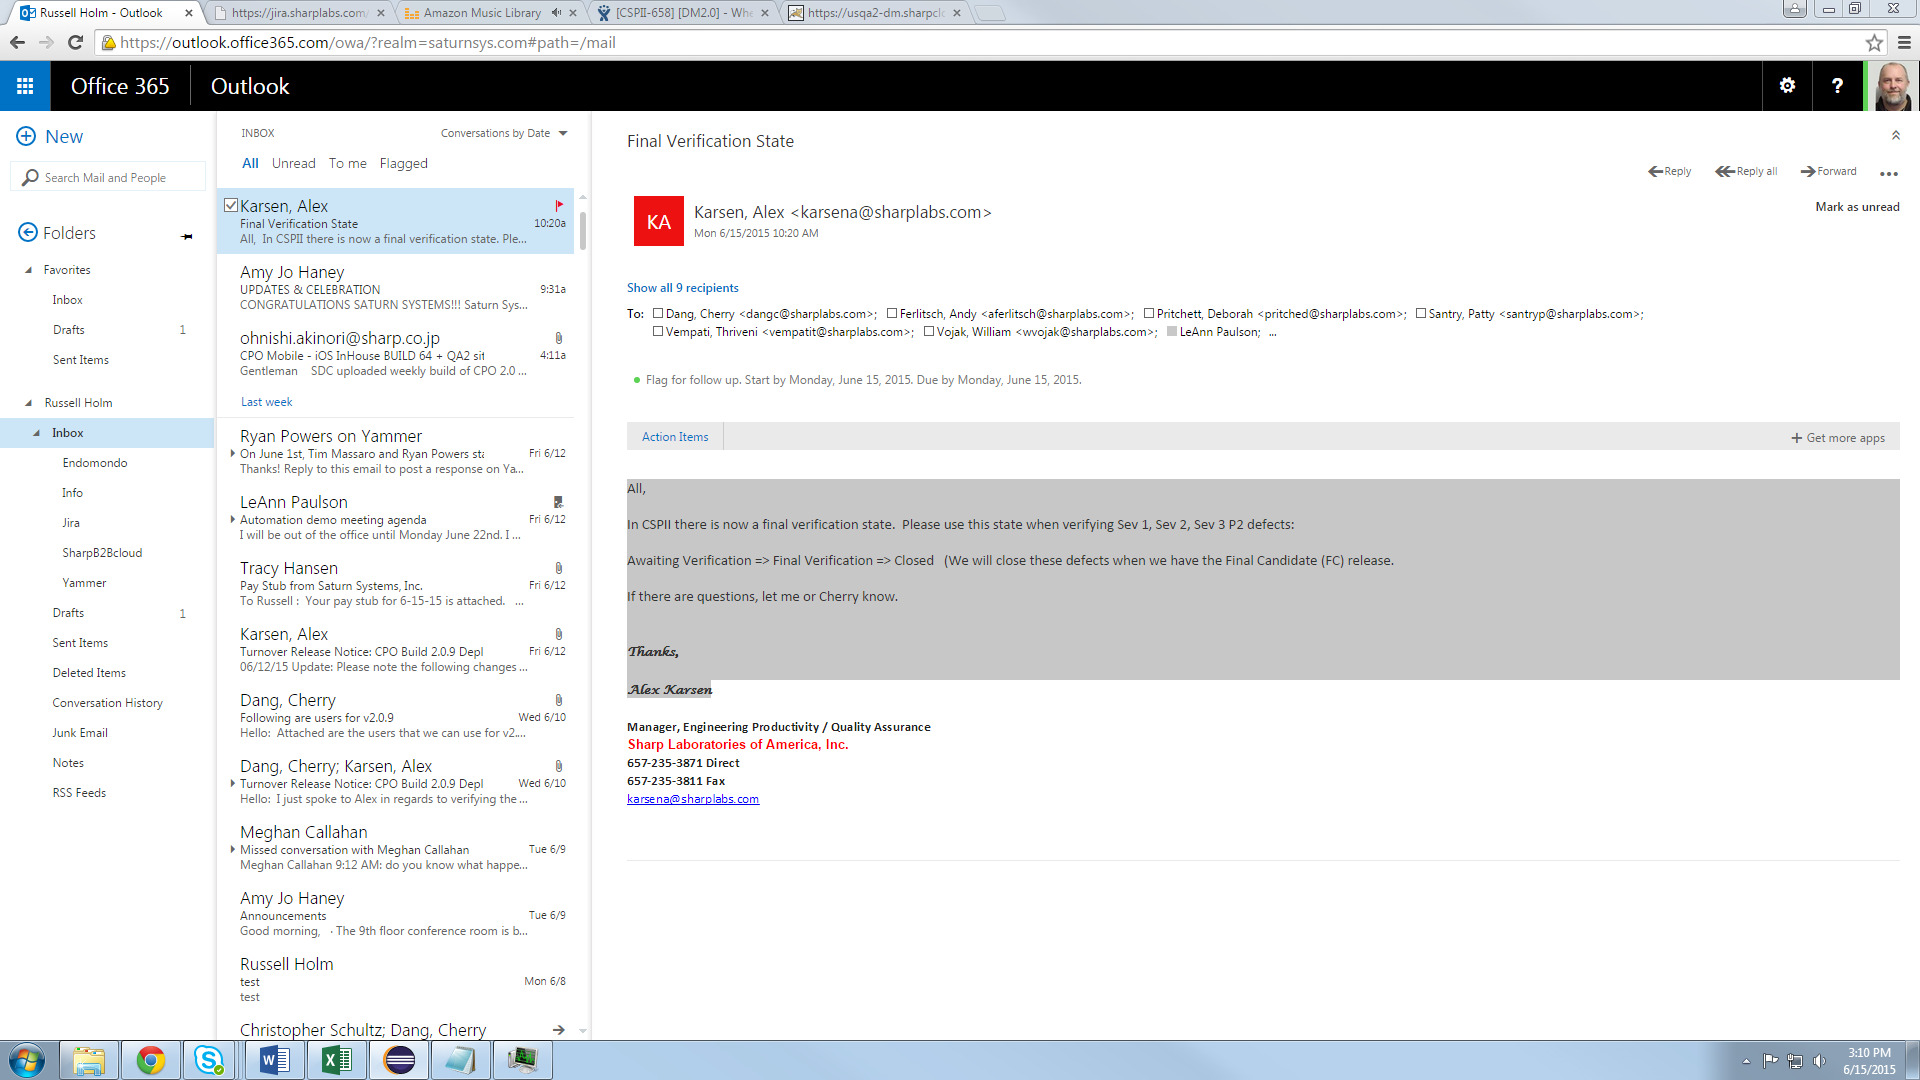 Russell Holm - Outlook
https://jira.sharplabs.com/
Amazon Music Library
[CSPII-658] [DM2.0] - Whe
https://usqa2-dm.sharpcle
https://outlook.office365.com/owa/?realm=saturnsys.com#path=/mail
Office 365
Outlook
?
New
Search Mail and People
Folders
Favorites
Inbox
Drafts 1
Sent Items
Russell Holm
Inbox
Endomondo
Info
Jira
SharpB2Bcloud
Yammer
Drafts 1
Sent Items
Deleted Items
Conversation History
Junk Email
Notes
RSS Feeds
INBOX Conversations by Date
All Unread To me Flagged
Karsen, Alex
Final Verification State 10:20a
All, In CSPII there is now a final verification state. Ple...
Amy Jo Haney
UPDATES & CELEBRATION 9:31a
CONGRATULATIONS SATURN SYSTEMS!!! Saturn Sys...
ohnishi.akinori@sharp.co.jp
CPO Mobile - iOS InHouse BUILD 64 + QA2 sit 4:11a
Gentleman SDC uploaded weekly build of CPO 2.0 ...
Last week
Ryan Powers on Yammer
On June 1st, Tim Massaro and Ryan Powers sta Fri 6/12
Thanks! Reply to this email to post a response on Ya...
LeAnn Paulson
Automation demo meeting agenda Fri 6/12
I will be out of the office until Monday June 22nd. I ...
Tracy Hansen
Pay Stub from Saturn Systems, Inc. Fri 6/12
To Russell : Your pay stub for 6-15-15 is attached. ...
Karsen, Alex
Turnover Release Notice: CPO Build 2.0.9 Depl Fri 6/12
06/12/15 Update: Please note the following changes ...
Dang, Cherry
Following are users for v2.0.9 Wed 6/10
Hello: Attached are the users that we can use for v2....
Dang, Cherry; Karsen, Alex
Turnover Release Notice: CPO Build 2.0.9 Depl Wed 6/10
Hello: I just spoke to Alex in regards to verifying the ...
Meghan Callahan
Missed conversation with Meghan Callahan Tue 6/9
Meghan Callahan 9:12 AM: do you know what happe...
Amy Jo Haney
Announcements Tue 6/9
Good morning, · The 9th floor conference room is b...
Russell Holm
test Mon 6/8
test
Christopher Schultz; Dang, Cherry
Final Verification State
Reply Reply all Forward ...
Mark as unread
KA
Karsen, Alex <karsena@sharplabs.com>
Mon 6/15/2015 10:20 AM
Show all 9 recipients
To: Dang, Cherry <dangc@sharplabs.com>; Ferlitsch, Andy <aferlitsch@sharplabs.com>; Pritchett, Deborah <pritched@sharplabs.com>; Santry, Patty <santryp@sharplabs.com>;
Vempati, Thriveni <vempatit@sharplabs.com>; Vojak, William <wvojak@sharplabs.com>; LeAnn Paulson; ...
Flag for follow up. Start by Monday, June 15, 2015. Due by Monday, June 15, 2015.
Action Items
+ Get more apps
All,
In CSPII there is now a final verification state. Please use this state when verifying Sev 1, Sev 2, Sev 3 P2 defects:
Awaiting Verification => Final Verification => Closed (We will close these defects when we have the Final Candidate (FC) release.
If there are questions, let me or Cherry know.
Thanks,
Alex Karsen
Manager, Engineering Productivity / Quality Assurance
Sharp Laboratories of America, Inc.
657-235-3871 Direct
657-235-3811 Fax
karsena@sharplabs.com
3:10 PM
6/15/2015